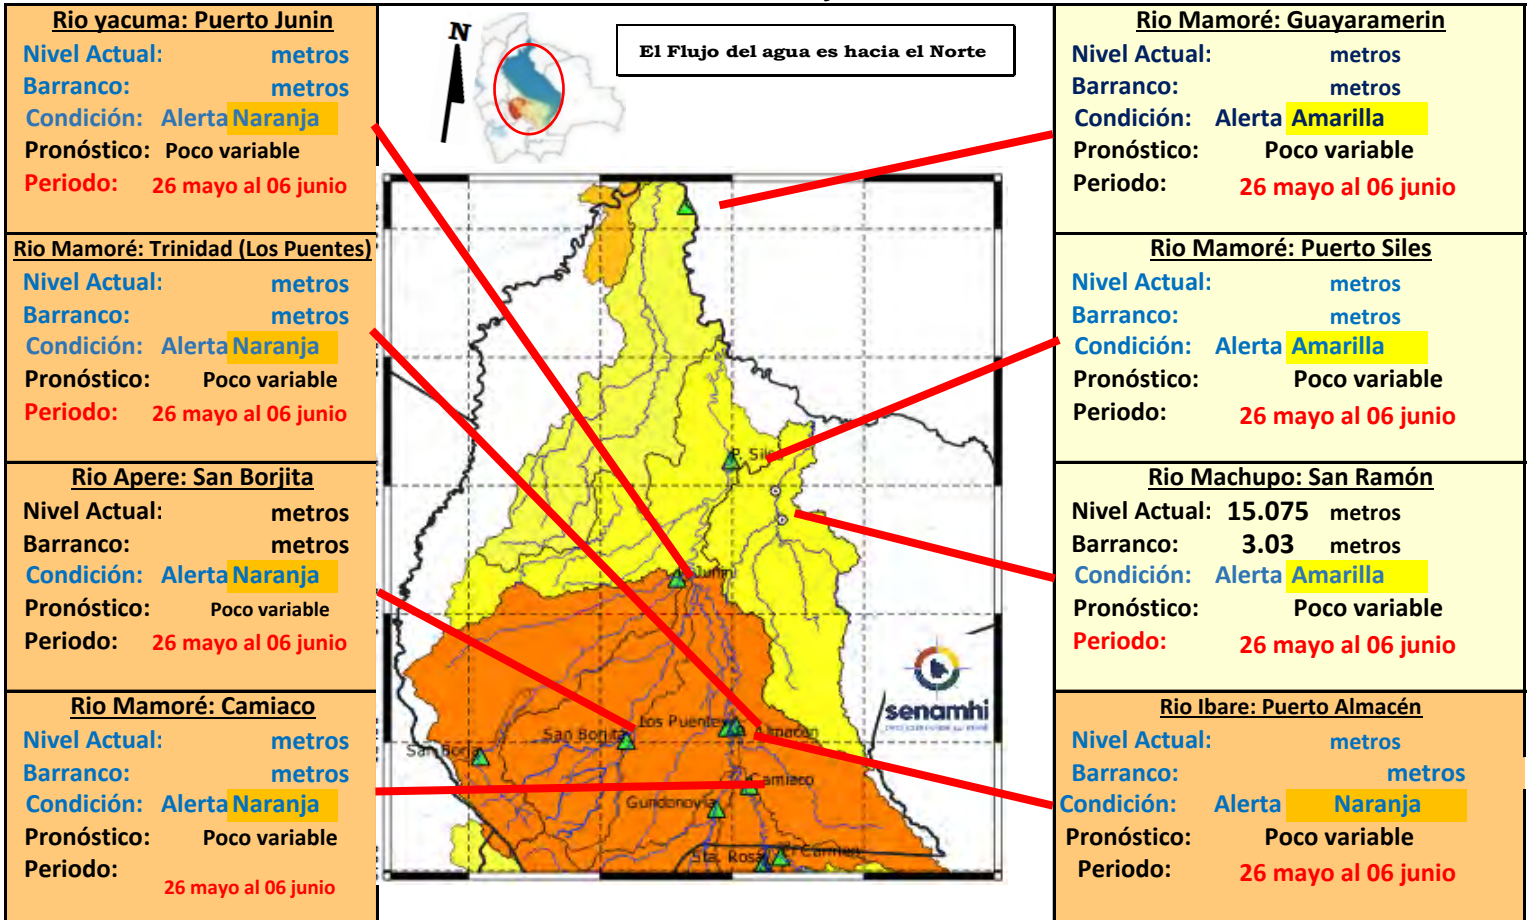 Rio yacuma: Puerto Junin
Nivel Actual: metros
Barranco: metros
Condición: Alerta Naranja
Pronóstico: Poco variable
Periodo: 26 mayo al 06 junio
Rio Mamoré: Trinidad (Los Puentes)
Nivel Actual: metros
Barranco: metros
Condición: Alerta Naranja
Pronóstico: Poco variable
Periodo: 26 mayo al 06 junio
Rio Apere: San Borjita
Nivel Actual: metros
Barranco: metros
Condición: Alerta Naranja
Pronóstico: Poco variable
Periodo: 26 mayo al 06 junio
Rio Mamoré: Camiaco
Nivel Actual: metros
Barranco: metros
Condición: Alerta Naranja
Pronóstico: Poco variable
Periodo:
26 mayo al 06 junio
N
El Flujo del agua es hacia el Norte
P. Siles
Junin
Los Puentes
P. Almacén
San Borjita
San Borja
Camiaco
Gundonovia
Sta. Rosa
El Carmen
senamhi
Rio Mamoré: Guayaramerin
Nivel Actual: metros
Barranco: metros
Condición: Alerta Amarilla
Pronóstico: Poco variable
Periodo: 26 mayo al 06 junio
Rio Mamoré: Puerto Siles
Nivel Actual: metros
Barranco: metros
Condición: Alerta Amarilla
Pronóstico: Poco variable
Periodo: 26 mayo al 06 junio
Rio Machupo: San Ramón
Nivel Actual: 15.075 metros
Barranco: 3.03 metros
Condición: Alerta Amarilla
Pronóstico: Poco variable
Periodo: 26 mayo al 06 junio
Rio Ibare: Puerto Almacén
Nivel Actual: metros
Barranco: metros
Condición: Alerta Naranja
Pronóstico: Poco variable
Periodo: 26 mayo al 06 junio